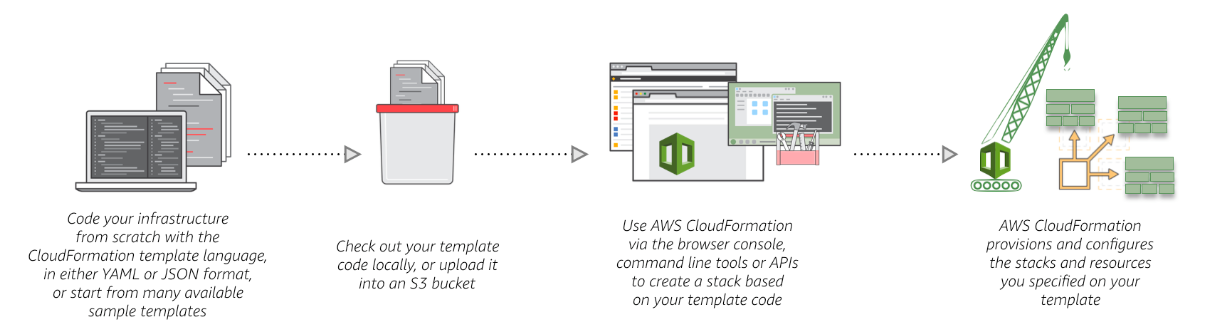 Code your infrastructure
from scratch with the
CloudFormation template language,
in either YAML or JSON format,
or start from many available
sample templates
Check out your template
code locally, or upload it
into an S3 bucket
Use AWS CloudFormation
via the browser console,
command line tools or APIs
to create a stack based
on your template code
AWS CloudFormation
provisions and configures
the stacks and resources
you specified on your
template